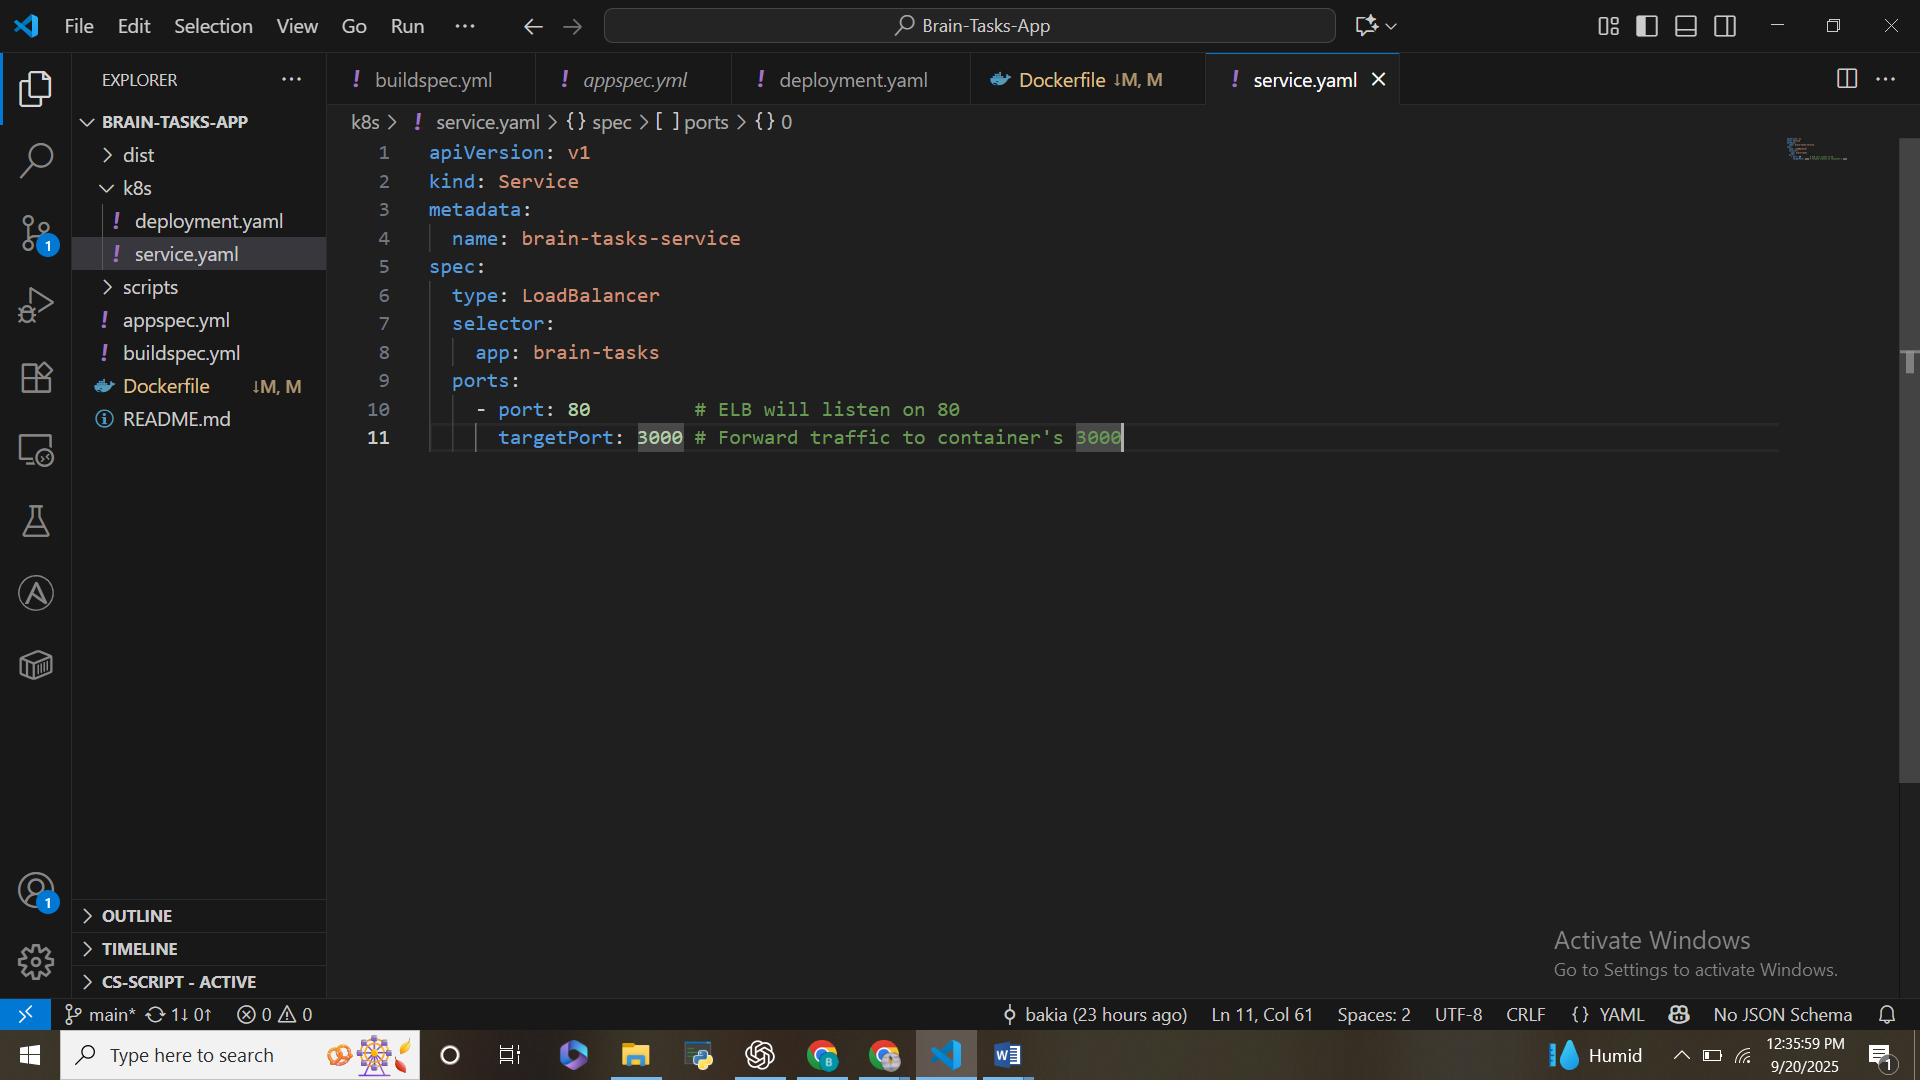 File Edit Selection View Go Run ··· Brain-Tasks-App
EXPLORER ···
BRAIN-TASKS-APP
dist
k8s
! deployment.yaml
! service.yaml
scripts
! appspec.yml
! buildspec.yml
Dockerfile ↓M, M
README.md
OUTLINE
TIMELINE
CS-SCRIPT - ACTIVE
! buildspec.yml ! appspec.yml ! deployment.yaml Dockerfile ↓M, M ! service.yaml
k8s > ! service.yaml > {} spec > [ ] ports > {} 0
1 apiVersion: v1
2 kind: Service
3 metadata:
4 name: brain-tasks-service
5 spec:
6 type: LoadBalancer
7 selector:
8 app: brain-tasks
9 ports:
10 - port: 80 # ELB will listen on 80
11 targetPort: 3000 # Forward traffic to container's 3000
1
1
Activate Windows
Go to Settings to activate Windows.
main* 1↓ 0↑ 0 0 bakia (23 hours ago) Ln 11, Col 61 Spaces: 2 UTF-8 CRLF {} YAML No JSON Schema
Type here to search Humid 12:35:59 PM
9/20/2025
1